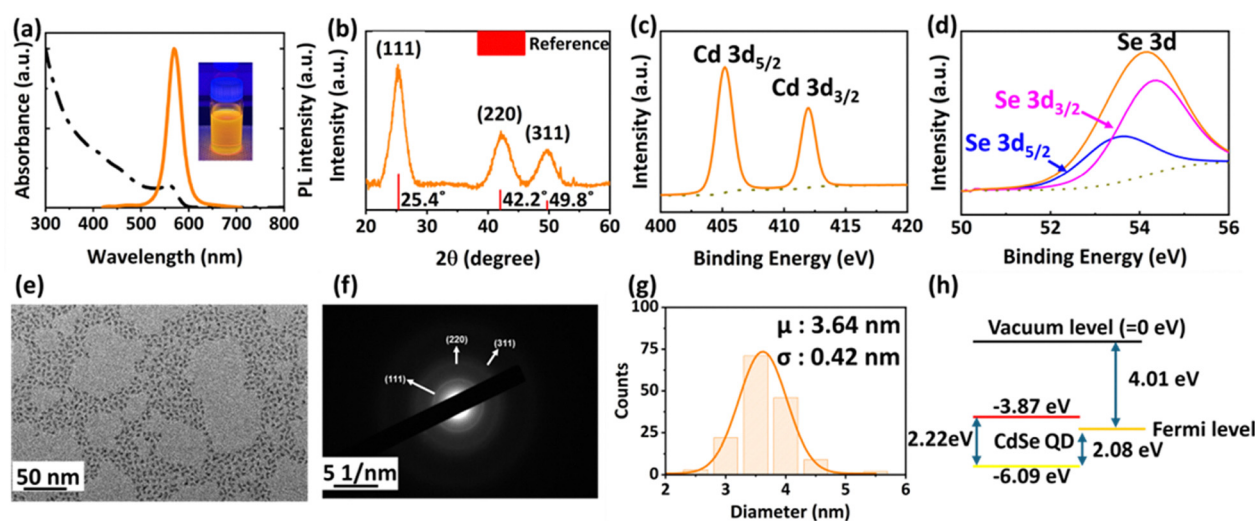 (a)
Absorbance (a.u.)
PL intensity (a.u.)
300 400 500 600 700 800
Wavelength (nm)
(b)
Reference
(111)
(220)
(311)
Intensity (a.u.)
25.4°
42.2°
49.8°
20 30 40 50 60
2θ (degree)
(c)
Cd 3d5/2
Cd 3d3/2
Intensity (a.u.)
400 405 410 415 420
Binding Energy (eV)
(d)
Se 3d
Se 3d3/2
Se 3d5/2
Intensity (a.u.)
50 52 54 56
Binding Energy (eV)
(e)
50 nm
(f)
(111)
(220)
(311)
5 1/nm
(g)
μ : 3.64 nm
σ : 0.42 nm
Counts
100
75
50
25
0
2 3 4 5 6
Diameter (nm)
(h)
Vacuum level (=0 eV)
4.01 eV
-3.87 eV
Fermi level
2.22eV
CdSe QD
2.08 eV
-6.09 eV